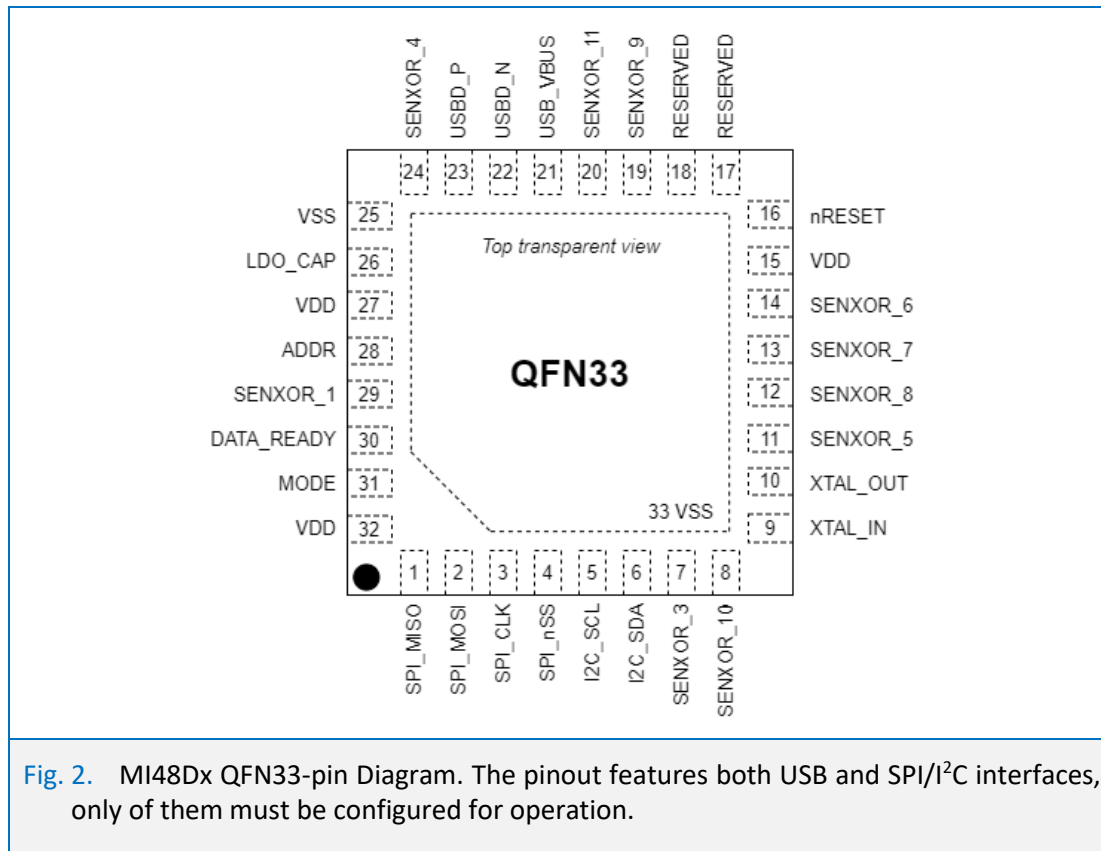 SENXOR_4
USBD_P
USBD_N
USB_VBUS
SENXOR_11
SENXOR_9
RESERVED
RESERVED
24
23
22
21
20
19
18
17
VSS 25
LDO_CAP 26
VDD 27
ADDR 28
SENXOR_1 29
DATA_READY 30
MODE 31
VDD 32
Top transparent view
QFN33
33 VSS
16 nRESET
15 VDD
14 SENXOR_6
13 SENXOR_7
12 SENXOR_8
11 SENXOR_5
10 XTAL_OUT
9 XTAL_IN
1
2
3
4
5
6
7
8
SPI_MISO
SPI_MOSI
SPI_CLK
SPI_nSS
I2C_SCL
I2C_SDA
SENXOR_3
SENXOR_10
Fig. 2. MI48Dx QFN33-pin Diagram. The pinout features both USB and SPI/I²C interfaces,
only of them must be configured for operation.